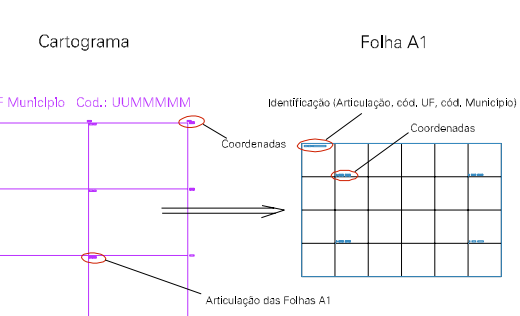 Cartograma
Folha A1
F Município Cod.: UUMMMMM
Identificação (Articulação, cód, UF, cód, Município)
Coordenadas
Coordenadas
Articulação das Folhas A1